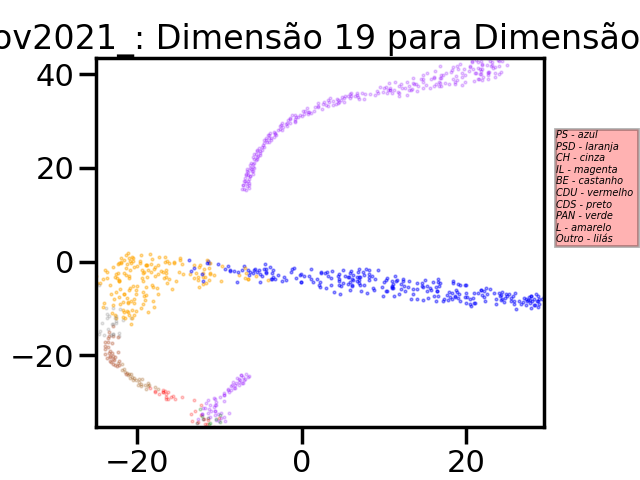 ov2021_: Dimensão 19 para Dimensão
40
20
0
−20
−20
0
20
PS - azul
PSD - laranja
CH - cinza
IL - magenta
BE - castanho
CDU - vermelho
CDS - preto
PAN - verde
L - amarelo
Outro - lilás